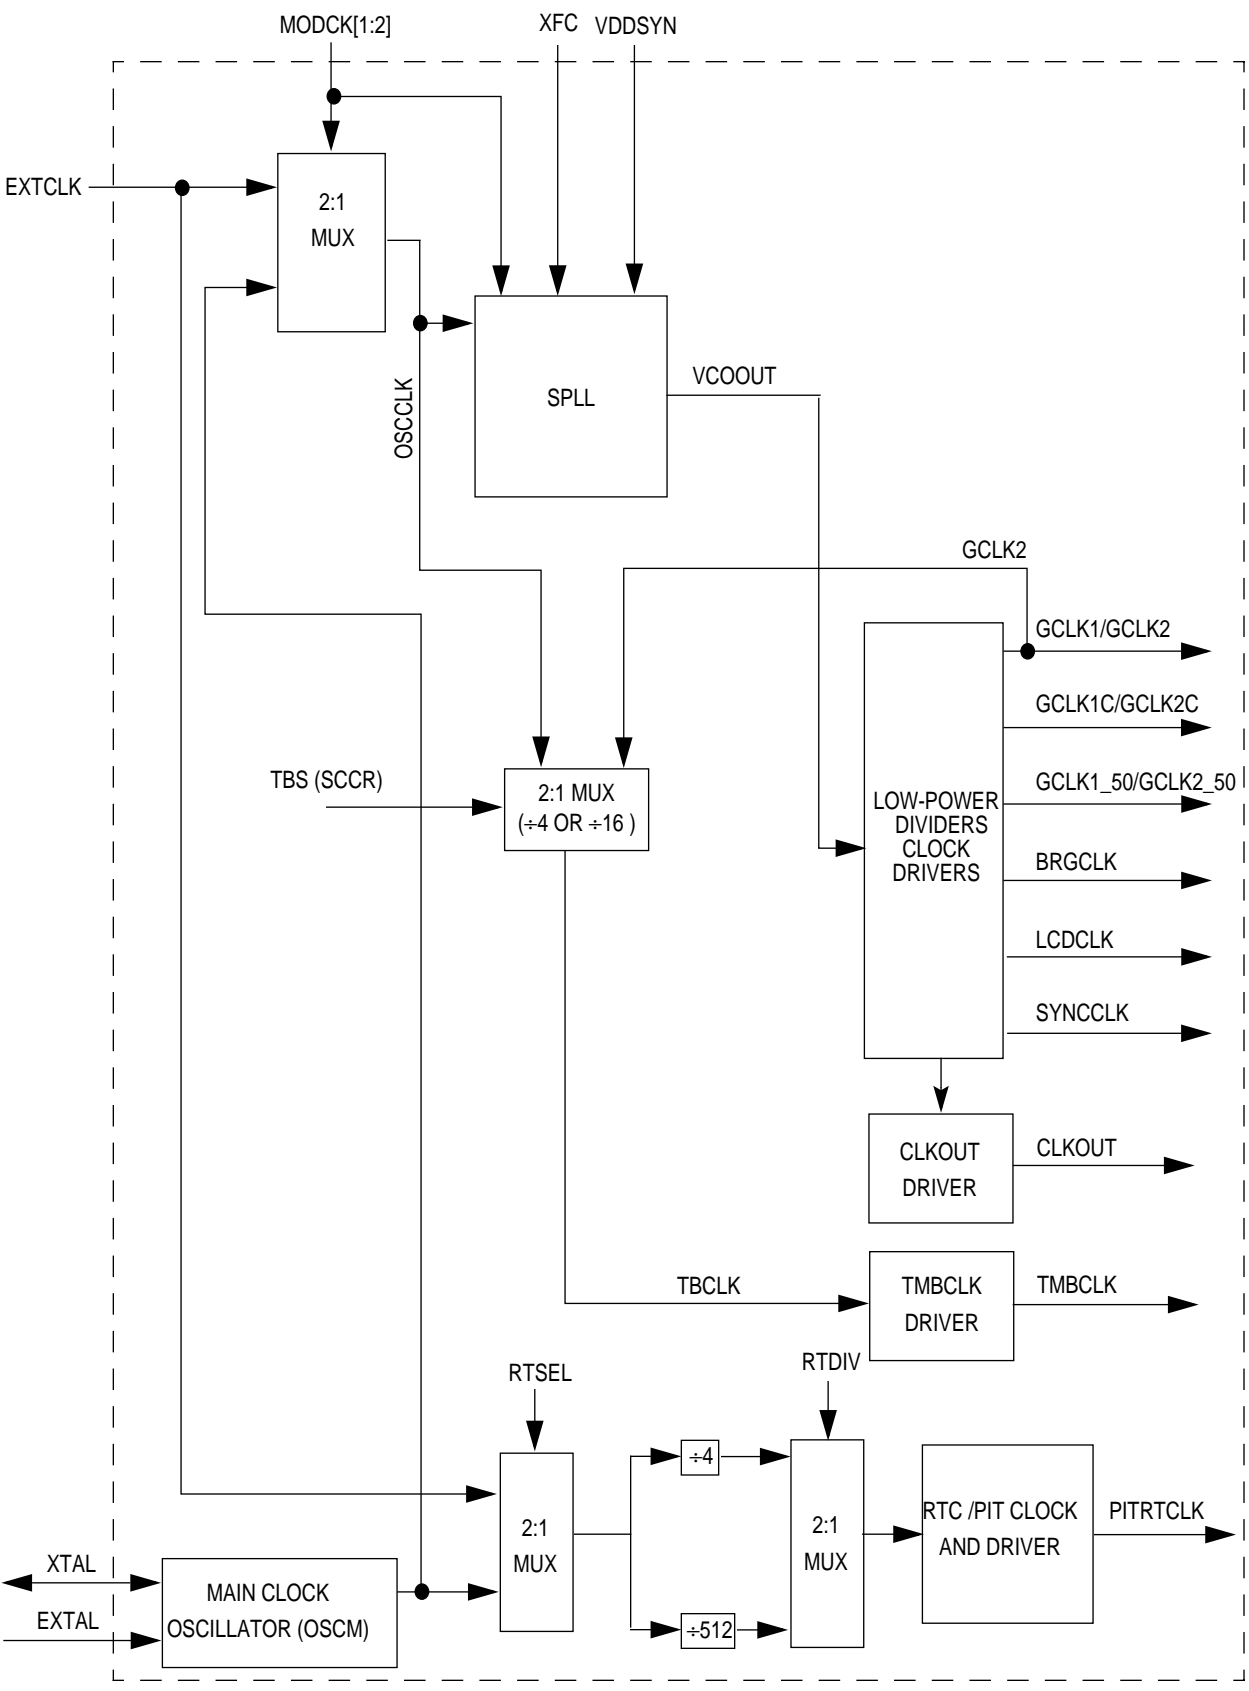 MODCK[1:2]
XFC
VDDSYN
EXTCLK
2:1
MUX
OSCCLK
SPLL
VCOOUT
GCLK2
GCLK1/GCLK2
GCLK1C/GCLK2C
GCLK1_50/GCLK2_50
TBS (SCCR)
2:1 MUX
(÷4 OR ÷16 )
LOW-POWER
DIVIDERS
CLOCK
DRIVERS
BRGCLK
LCDCLK
SYNCCLK
CLKOUT
DRIVER
CLKOUT
TBCLK
TMBCLK
DRIVER
TMBCLK
RTSEL
RTDIV
÷4
2:1
MUX
2:1
MUX
RTC /PIT CLOCK
AND DRIVER
PITRTCLK
÷512
XTAL
EXTAL
MAIN CLOCK
OSCILLATOR (OSCM)